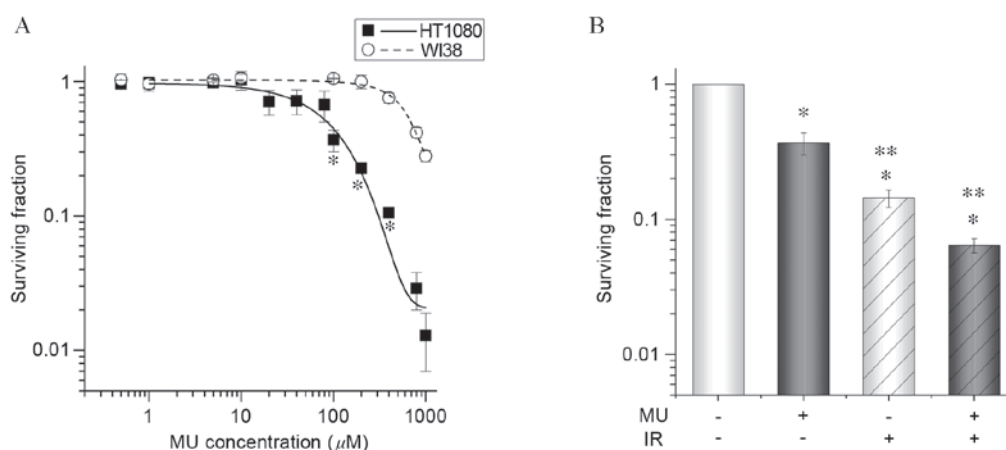 A
HT1080
WI38
Surviving fraction
1
0.1
0.01
*
*
*
1 10 100 1000
MU concentration (μM)
B
Surviving fraction
1
0.1
0.01
*
**
*
**
*
MU - + - +
IR - - + +